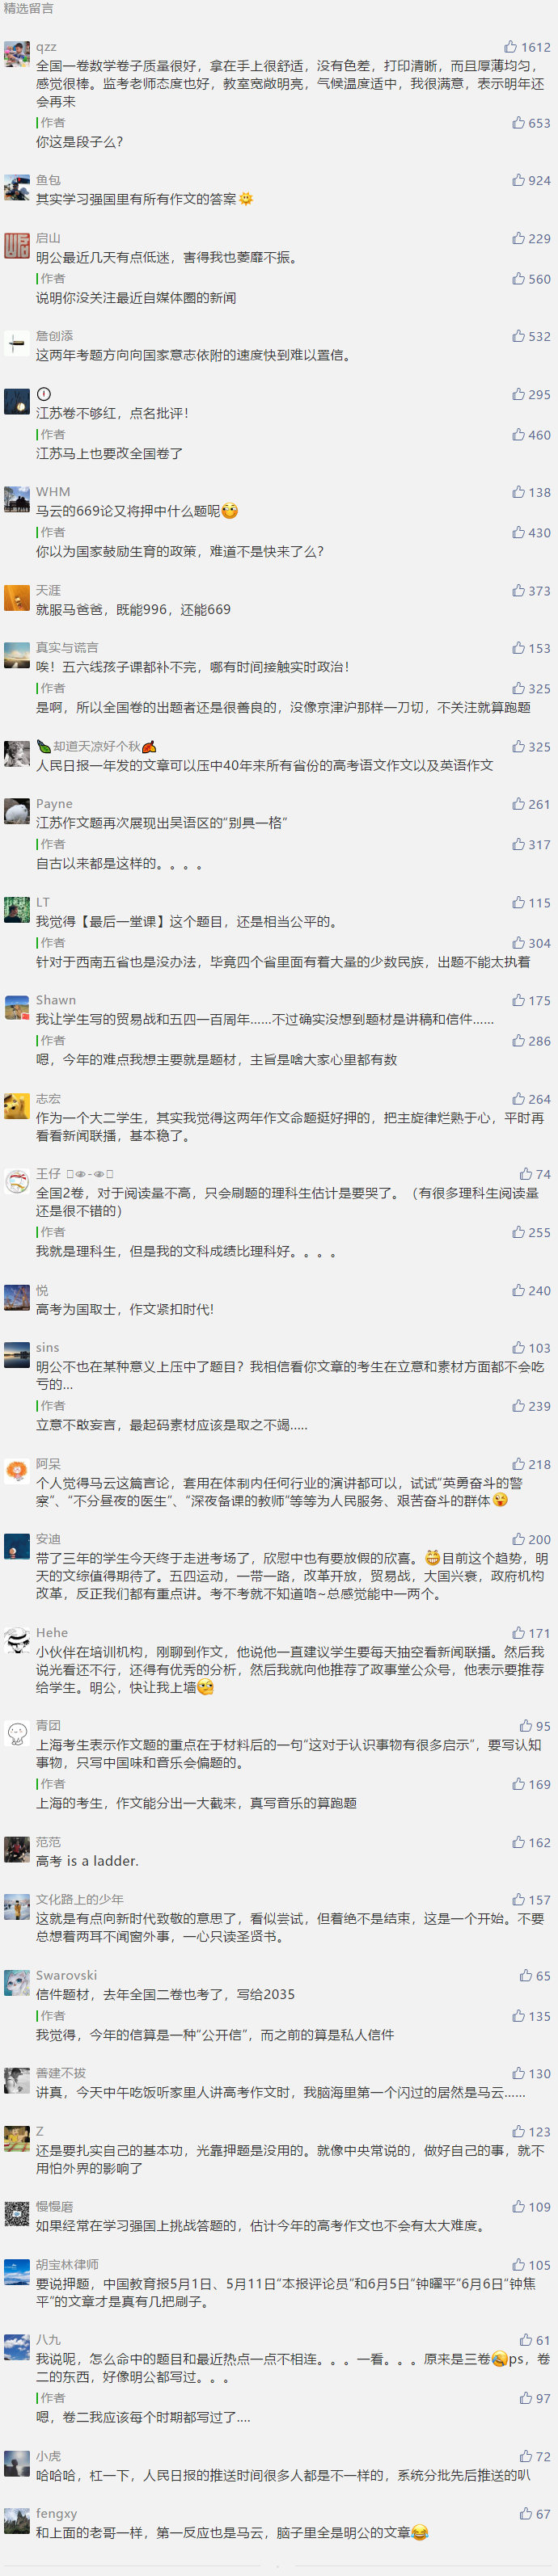 精选留言
qzz 1612
全国一卷数学卷子质量很好，拿在手上很舒适，没有色差，打印清晰，而且厚薄均匀，
感觉很棒。监考老师态度也好，教室宽敞明亮，气候温度适中，我很满意，表示明年还
会再来
作者 653
你这是段子么？
鱼包 924
其实学习强国里有所有作文的答案
启山 229
明公最近几天有点低迷，害得我也萎靡不振。
作者 560
说明你没关注最近自媒体圈的新闻
詹创添 532
这两年考题方向向国家意志依附的速度快到难以置信。
295
江苏卷不够红，点名批评！
作者 460
江苏马上也要改全国卷了
WHM 138
马云的669论又将押中什么题呢
作者 430
你以为国家鼓励生育的政策，难道不是快来了么？
天涯 373
就服马爸爸，既能996，还能669
真实与谎言 153
唉！五六线孩子课都补不完，哪有时间接触实时政治！
作者 325
是啊，所以全国卷的出题者还是很善良的，没像京津沪那样一刀切，不关注就算跑题
却道天凉好个秋 325
人民日报一年发的文章可以压中40年来所有省份的高考语文作文以及英语作文
Payne 261
江苏作文题再次展现出吴语区的“别具一格”
作者 317
自古以来都是这样的。。。。
LT 115
我觉得【最后一堂课】这个题目，还是相当公平的。
作者 304
针对于西南五省也是没办法，毕竟四个省里面有着大量的少数民族，出题不能太执着
Shawn 175
我让学生写的贸易战和五四一百周年……不过确实没想到题材是讲稿和信件……
作者 286
嗯，今年的难点我想主要就是题材，主旨是啥大家心里都有数
志宏 264
作为一个大二学生，其实我觉得这两年作文命题挺好押的，把主旋律烂熟于心，平时再
看看新闻联播，基本稳了。
王仔 74
全国2卷，对于阅读量不高，只会刷题的理科生估计是要哭了。（有很多理科生阅读量
还是很不错的）
作者 255
我就是理科生，但是我的文科成绩比理科好。。。。
悦 240
高考为国取士，作文紧扣时代！
sins 103
明公不也在某种意义上压中了题目？我相信看你文章的考生在立意和素材方面都不会吃
亏的…
作者 239
立意不敢妄言，最起码素材应该是取之不竭.....
阿呆 218
个人觉得马云这篇言论，套用在体制内任何行业的演讲都可以，试试“英勇奋斗的警
察”、“不分昼夜的医生”、“深夜备课的教师”等等为人民服务、艰苦奋斗的群体
安迪 200
带了三年的学生今天终于走进考场了，欣慰中也有要放假的欣喜。目前这个趋势，明
天的文综值得期待了。五四运动，一带一路，改革开放，贸易战，大国兴衰，政府机构
改革，反正我们都有重点讲。考不考就不知道咯~总感觉能中一两个。
Hehe 171
小伙伴在培训机构，刚聊到作文，他说他一直建议学生要每天抽空看新闻联播。然后我
说光看还不行，还得有优秀的分析，然后我就向他推荐了政事堂公众号，他表示要推荐
给学生。明公，快让我上墙
青团 95
上海考生表示作文题的重点在于材料后的一句“这对于认识事物有很多启示”，要写认知
事物，只写中国味和音乐会偏题的。
作者 169
上海的考生，作文能分出一大截来，真写音乐的算跑题
范范 162
高考 is a ladder.
文化路上的少年 157
这就是有点向新时代致敬的意思了，看似尝试，但着绝不是结束，这是一个开始。不要
总想着两耳不闻窗外事，一心只读圣贤书。
Swarovski 65
信件题材，去年全国二卷也考了，写给2035
作者 135
我觉得，今年的信算是一种“公开信”，而之前的算是私人信件
善建不拔 130
讲真，今天中午吃饭听家里人讲高考作文时，我脑海里第一个闪过的居然是马云……
Z 123
还是要扎实自己的基本功，光靠押题是没用的。就像中央常说的，做好自己的事，就不
用怕外界的影响了
慢慢磨 109
如果经常在学习强国上挑战答题的，估计今年的高考作文也不会有太大难度。
胡宝林律师 105
要说押题，中国教育报5月1日、5月11日“本报评论员”和6月5日“钟曜平”6月6日“钟焦
平”的文章才是真有几把刷子。
八九 61
我说呢，怎么命中的题目和最近热点一点不相连。。。一看。。。原来是三卷ps，卷
二的东西，好像明公都写过。。。
作者 97
嗯，卷二我应该每个时期都写过了....
小虎 72
哈哈哈，杠一下，人民日报的推送时间很多人都是不一样的，系统分批先后推送的叭
fengxy 67
和上面的老哥一样，第一反应也是马云，脑子里全是明公的文章